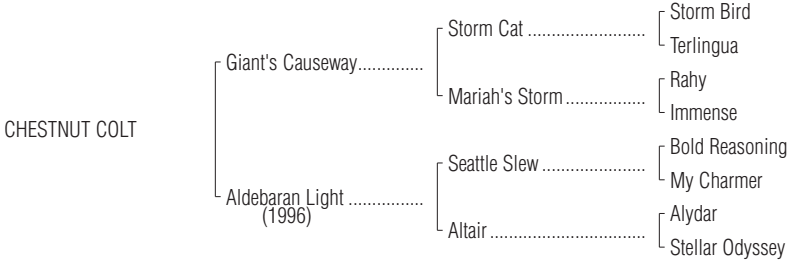 Storm Bird
Storm Cat ........................
Terlingua
Giant's Causeway..............
Rahy
Mariah's Storm .................
Immense
CHESTNUT COLT
Bold Reasoning
Seattle Slew ......................
My Charmer
Aldebaran Light ................
(1996)
Alydar
Altair .................................
Stellar Odyssey